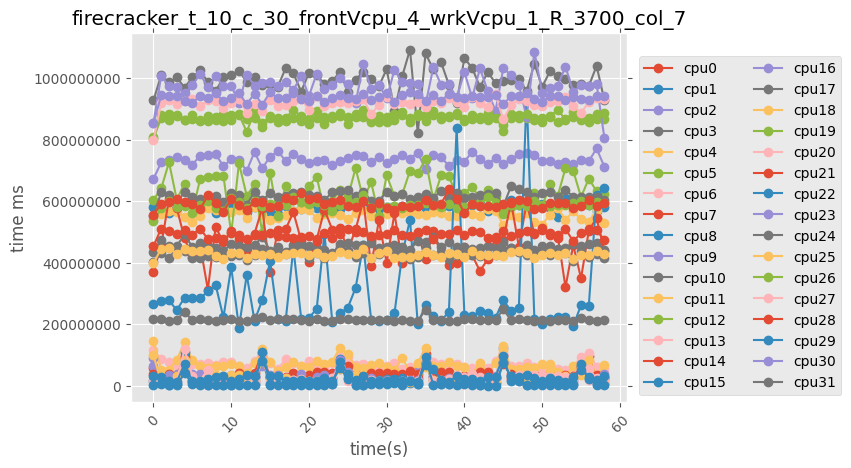 firecracker_t_10_c_30_frontVcpu_4_wrkVcpu_1_R_3700_col_7
time ms
1000000000
800000000
600000000
400000000
200000000
0
0 10 20 30 40 50 60
time(s)
cpu0
cpu1
cpu2
cpu3
cpu4
cpu5
cpu6
cpu7
cpu8
cpu9
cpu10
cpu11
cpu12
cpu13
cpu14
cpu15
cpu16
cpu17
cpu18
cpu19
cpu20
cpu21
cpu22
cpu23
cpu24
cpu25
cpu26
cpu27
cpu28
cpu29
cpu30
cpu31